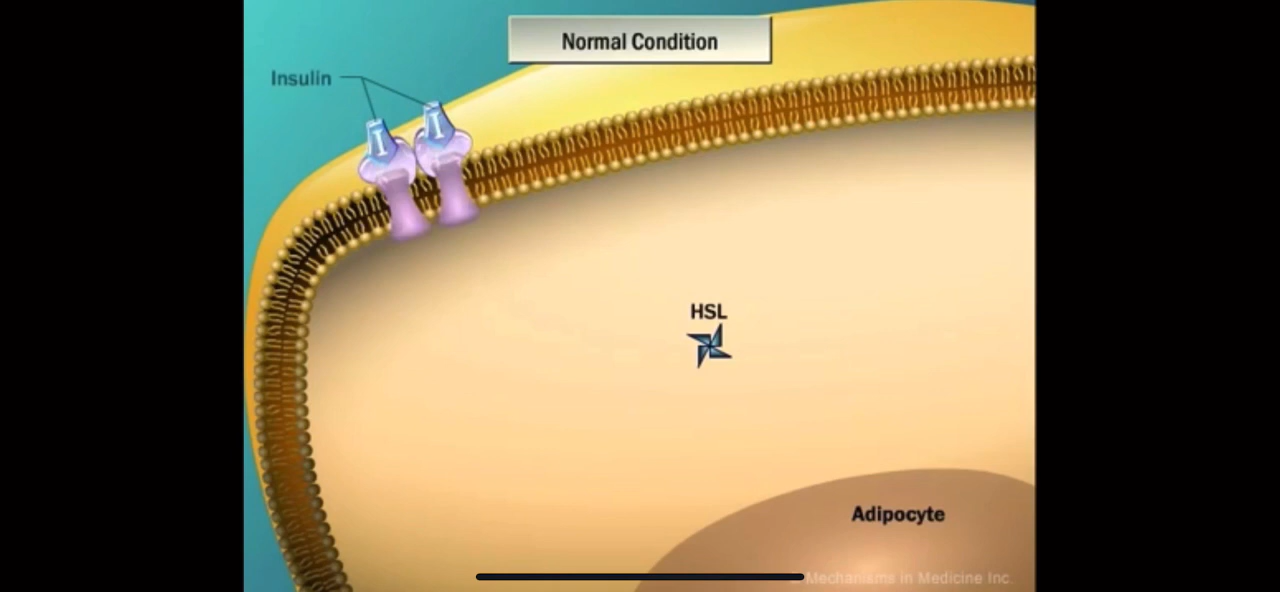 Normal Condition
Insulin
I
I
HSL
Adipocyte
© Mechanisms in Medicine Inc.